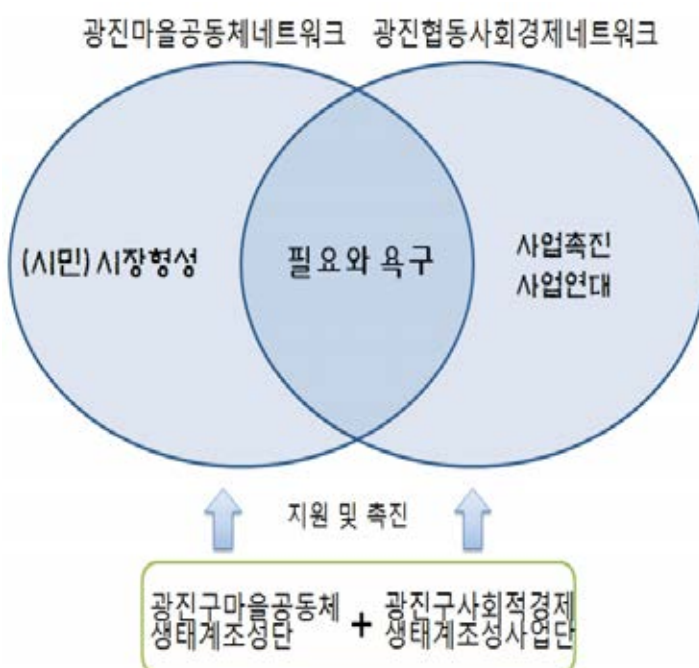 광진마을공동체네트워크 광진협동사회경제네트워크
(시민) 시장형성 필요와 욕구 사업촉진
사업연대
지원 및 촉진
광진구마을공동체 + 광진구사회적경제
생태계조성단 생태계조성사업단